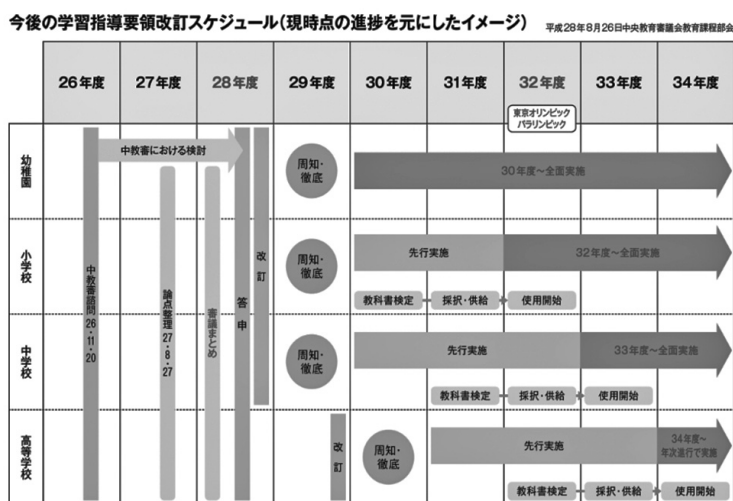 今後の学習指導要領改訂スケジュール(現時点の進捗を元にしたイメージ)
平成28年8月26日中央教育審議会教育課程部会
26年度
27年度
28年度
29年度
30年度
31年度
32年度
33年度
34年度
東京オリンピック
パラリンピック
幼稚園
中教審における検討
周知・
徹底
30年度〜全面実施
小学校
中教審諮問26・11・20
論点整理27・8・27
審議まとめ
答申
改訂
周知・
徹底
先行実施
32年度〜全面実施
教科書検定
採択・供給
使用開始
中学校
周知・
徹底
先行実施
33年度〜全面実施
教科書検定
採択・供給
使用開始
高等学校
改訂
周知・
徹底
先行実施
34年度〜
年次進行で実施
教科書検定
採択・供給
使用開始